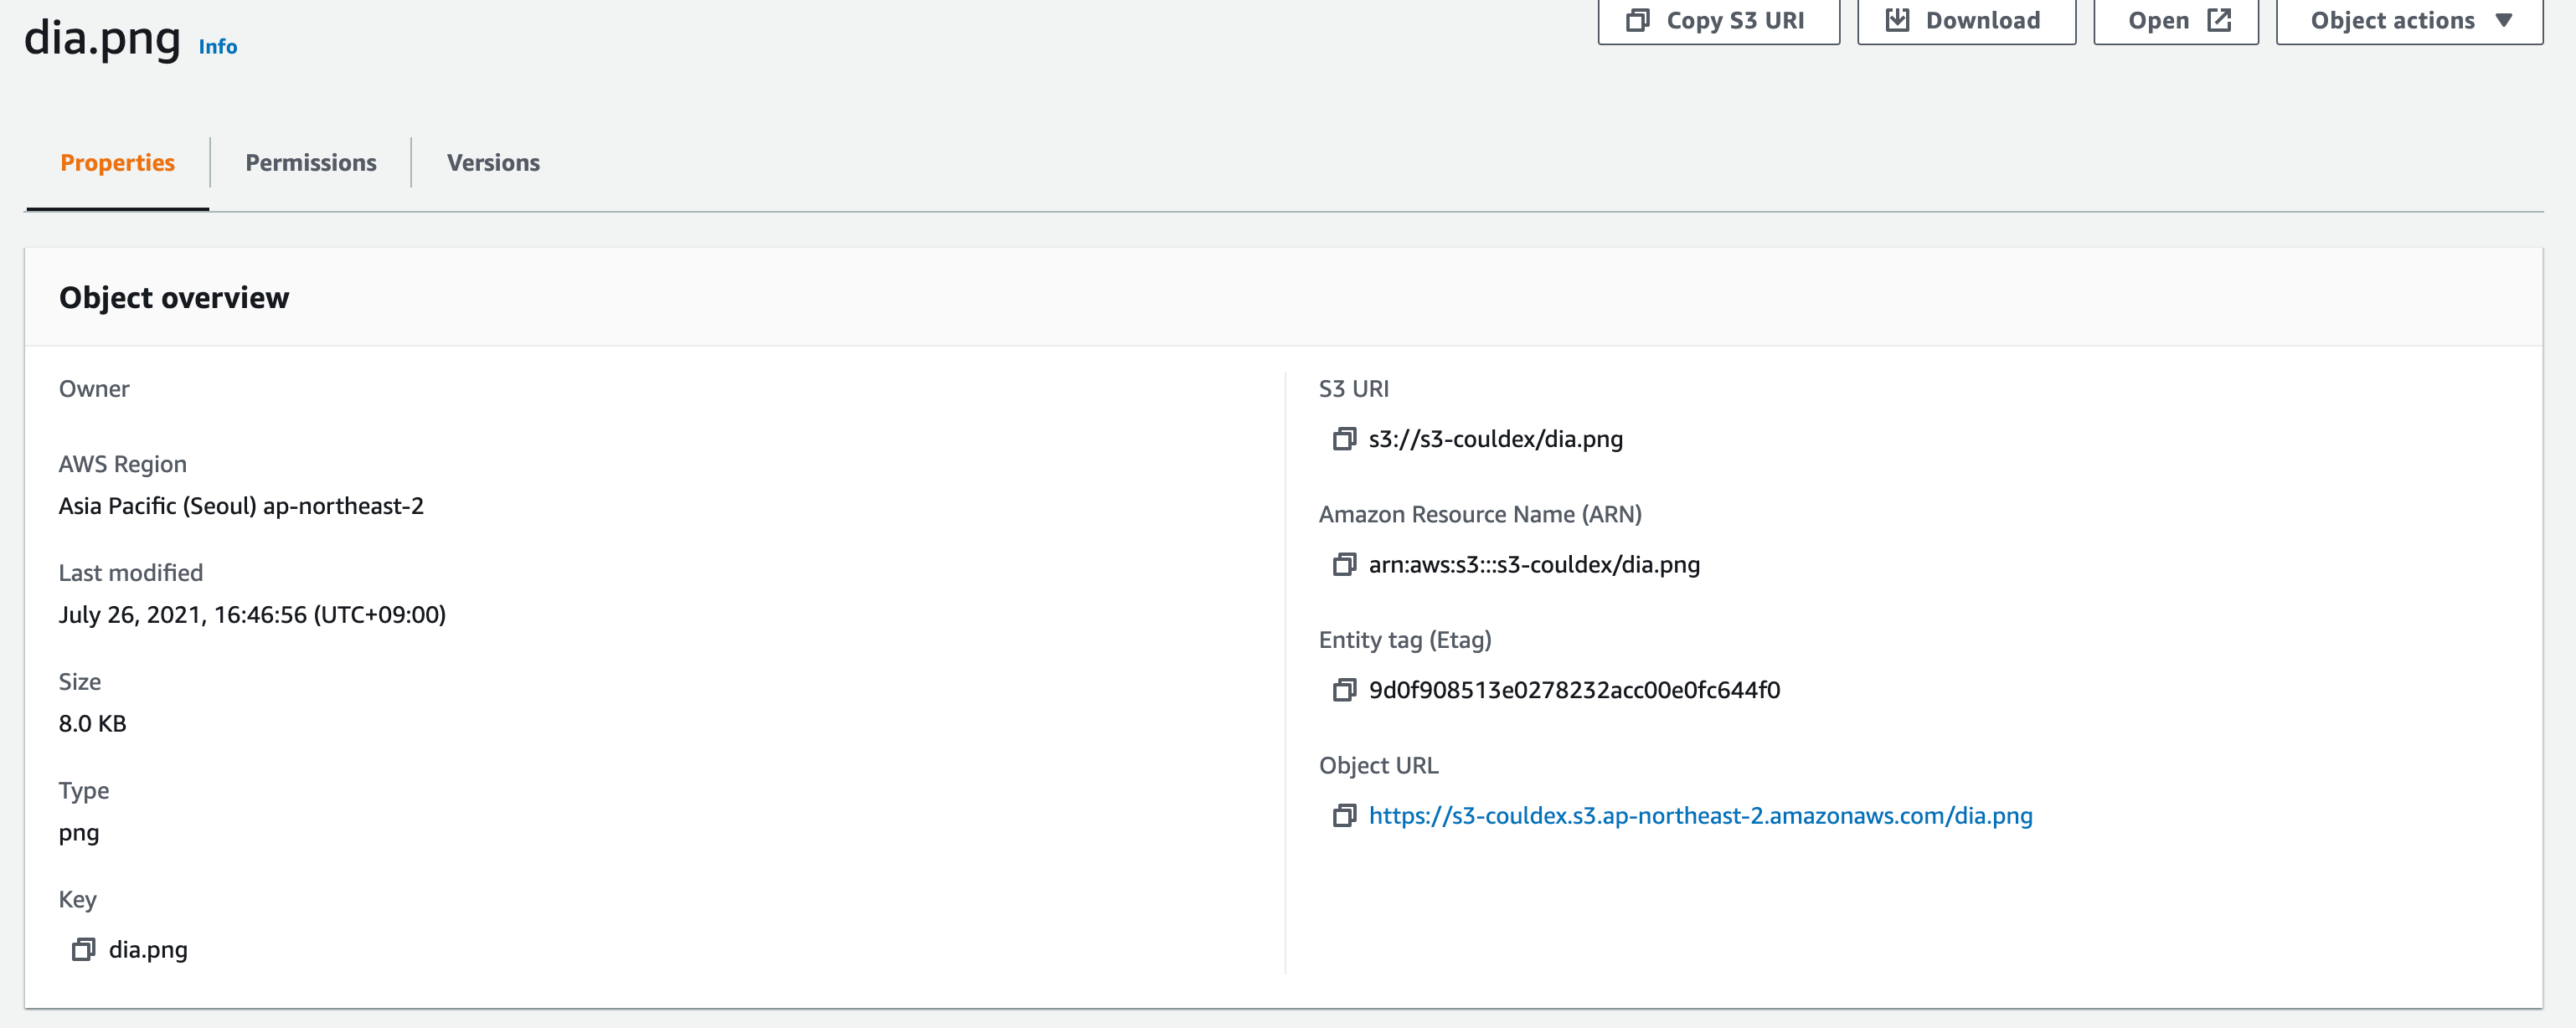 dia.png Info
Copy S3 URI
Download
Open
Object actions
Properties
Permissions
Versions
Object overview
Owner
AWS Region
Asia Pacific (Seoul) ap-northeast-2
Last modified
July 26, 2021, 16:46:56 (UTC+09:00)
Size
8.0 KB
Type
png
Key
dia.png
S3 URI
s3://s3-couldex/dia.png
Amazon Resource Name (ARN)
arn:aws:s3:::s3-couldex/dia.png
Entity tag (Etag)
9d0f908513e0278232acc00e0fc644f0
Object URL
https://s3-couldex.s3.ap-northeast-2.amazonaws.com/dia.png